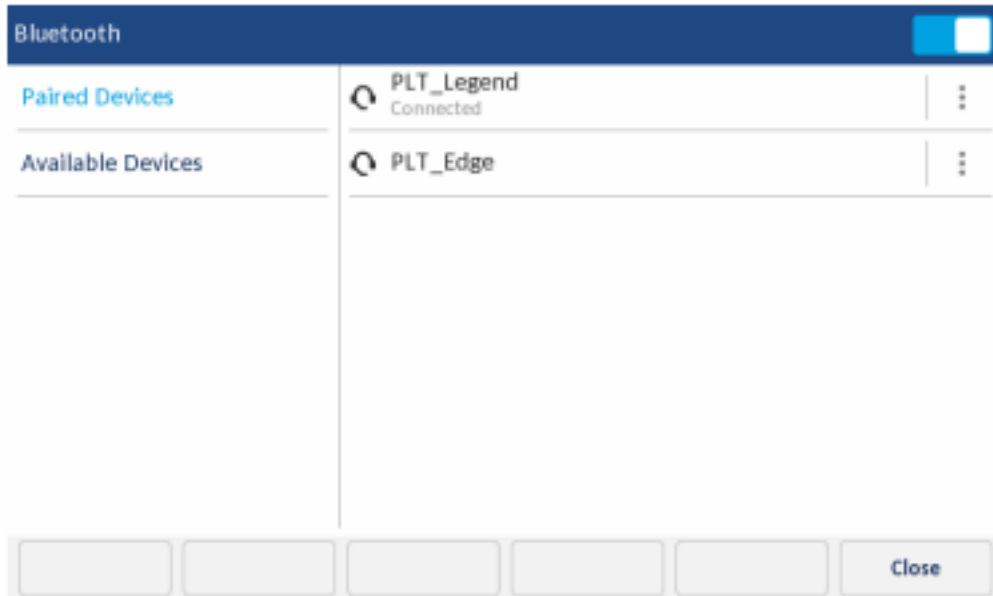 Bluetooth
Paired Devices
Available Devices
PLT_Legend
Connected
PLT_Edge
Close